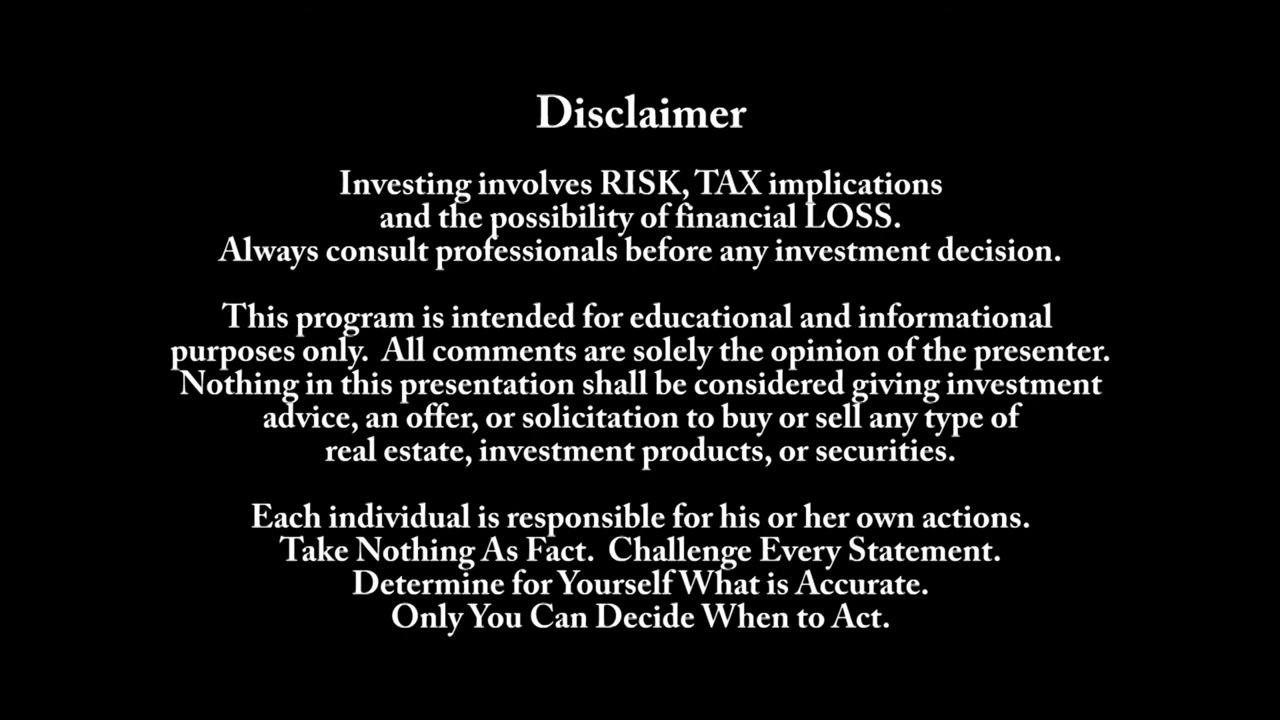 Disclaimer
Investing involves RISK, TAX implications
and the possibility of financial LOSS.
Always consult professionals before any investment decision.
This program is intended for educational and informational
purposes only.  All comments are solely the opinion of the presenter.
Nothing in this presentation shall be considered giving investment
advice, an offer, or solicitation to buy or sell any type of
real estate, investment products, or securities.
Each individual is responsible for his or her own actions.
Take Nothing As Fact.  Challenge Every Statement.
Determine for Yourself What is Accurate.
Only You Can Decide When to Act.